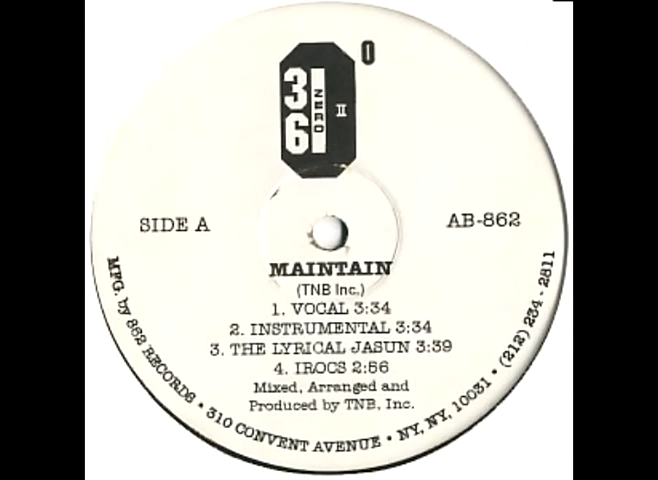 0
36
ZERO
II
SIDE A
AB-862
MAINTAIN
(TNB Inc.)
1. VOCAL 3:34
2. INSTRUMENTAL 3:34
3. THE LYRICAL JASUN 3:39
4. IROCS 2:56
Mixed, Arranged and
Produced by TNB, Inc.
MFG. by 862 RECORDS • 310 CONVENT AVENUE • NY, NY, 10031 • (212) 234 - 2811